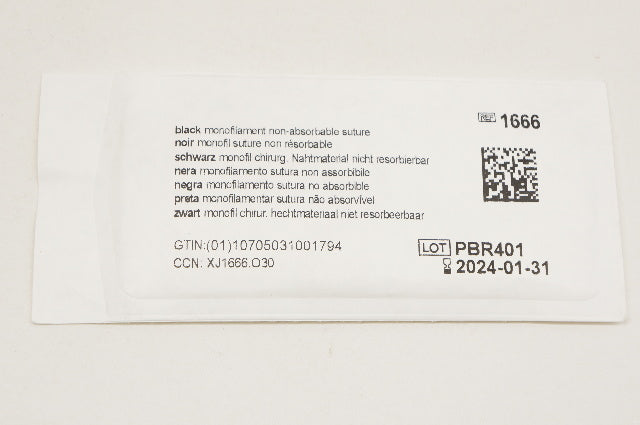 black monofilament non-absorbable suture
noir monofil suture non résorbable
schwarz monofil chirurg. Nahtmaterial nicht resorbierbar
nera monofilamento sutura non assorbibile
negra monofilamento sutura no absorbible
preta monofilamentar sutura não absorvível
zwart monofil chirur. hechtmateriaal niet resorbeerbaar
GTIN:(01)10705031001794
CCN: XJ1666.O30
REF 1666
LOT PBR401
2024-01-31